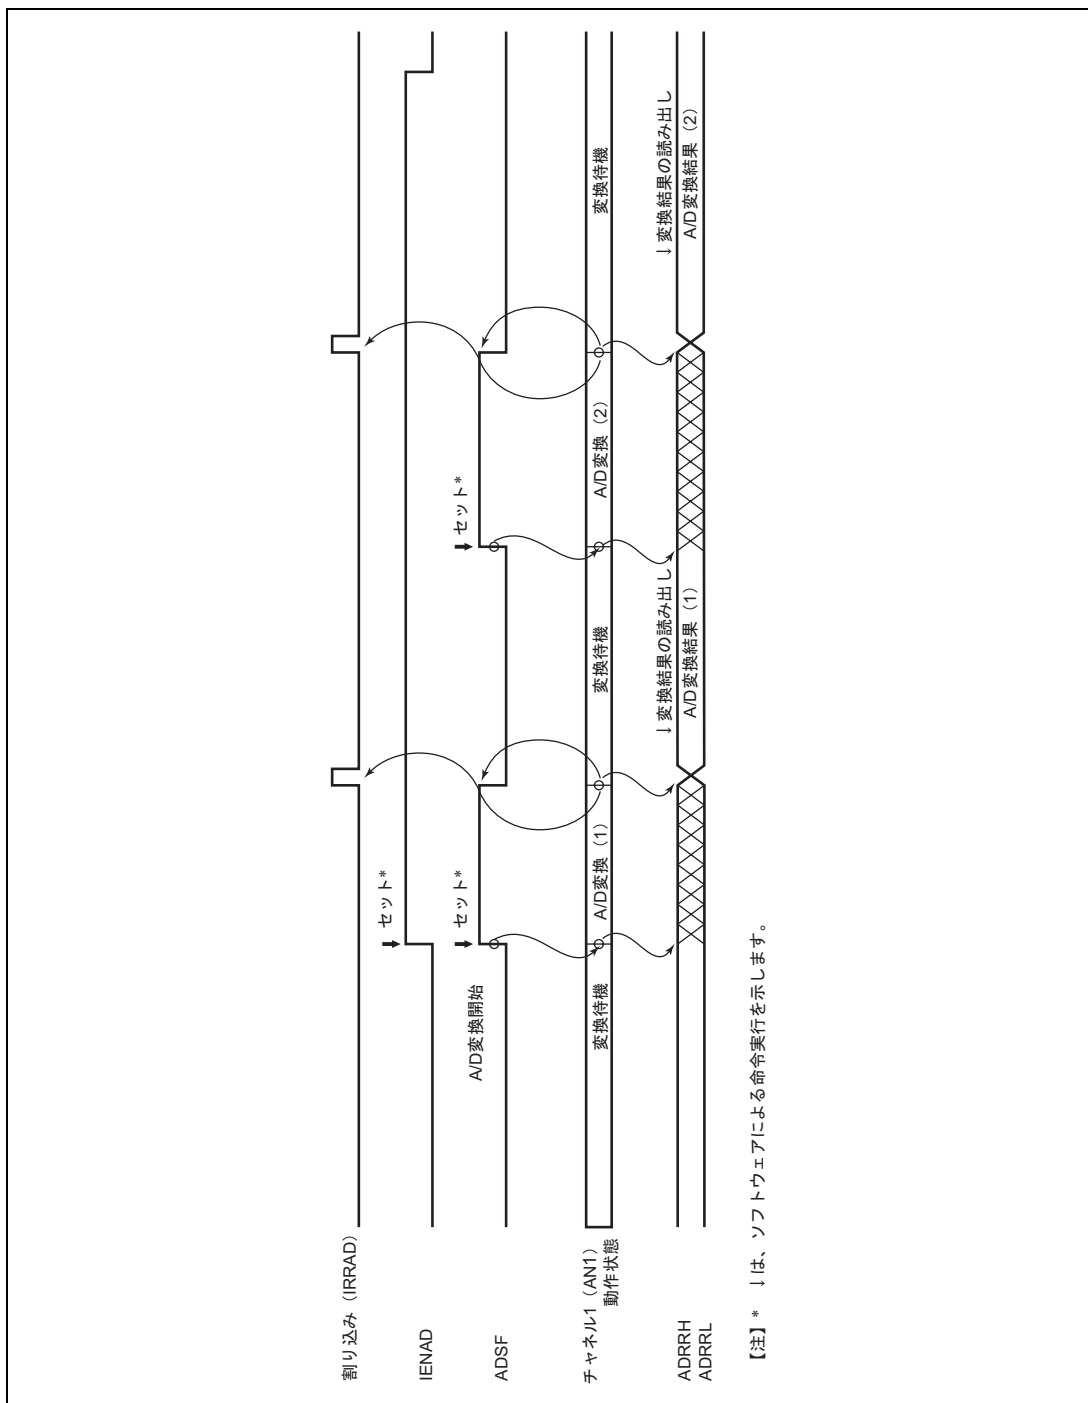 割り込み（IRRAD）
IENAD
セット*
ADSF
A/D変換開始
セット*
セット*
チャネル1（AN1）
動作状態
変換待機
A/D変換（1）
変換待機
A/D変換（2）
変換待機
↓変換結果の読み出し
↓変換結果の読み出し
ADRRH
ADRRL
A/D変換結果（1）
A/D変換結果（2）
【注】* ↓は、ソフトウェアによる命令実行を示します。